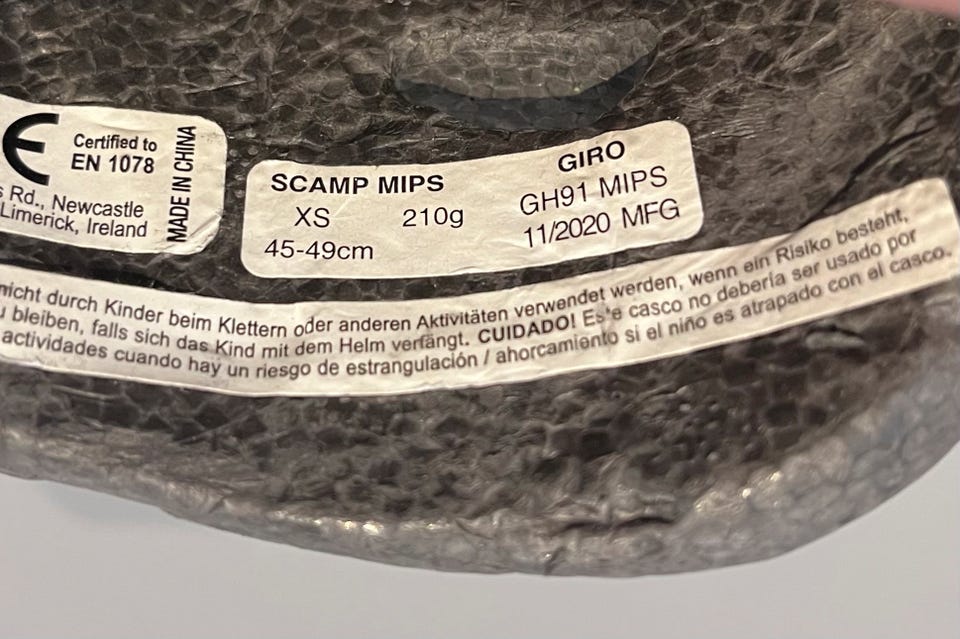 CE
Certified to
EN 1078
Rd., Newcastle
Limerick, Ireland
MADE IN CHINA
SCAMP MIPS
XS 210g
45-49cm
GIRO
GH91 MIPS
11/2020 MFG
nicht durch Kinder beim Klettern oder anderen Aktivitäten verwendet werden, wenn ein Risiko besteht,
bleiben, falls sich das Kind mit dem Helm verfängt. CUIDADO! Este casco no debería ser usado por
actividades cuando hay un riesgo de estrangulación / ahorcamiento si el niño es atrapado con el casco.